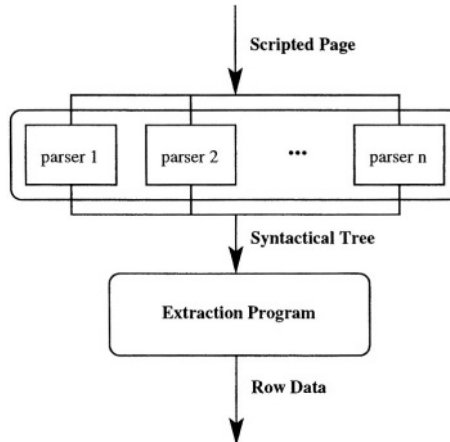 Scripted Page
parser 1 parser 2 ... parser n
Syntactical Tree
Extraction Program
Row Data